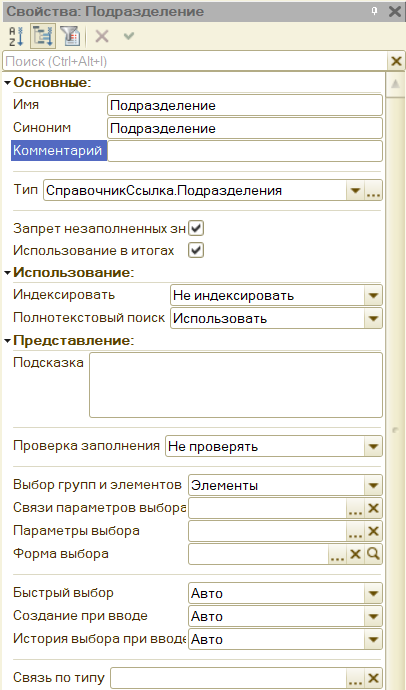 Свойства: Подразделение
Поиск (Ctrl+Alt+I)
Основные:
Имя Подразделение
Синоним Подразделение
Комментарий
Тип СправочникСсылка.Подразделения
Запрет незаполненных зн
Использование в итогах
Использование:
Индексировать Не индексировать
Полнотекстовый поиск Использовать
Представление:
Подсказка
Проверка заполнения Не проверять
Выбор групп и элементов Элементы
Связи параметров выбора
Параметры выбора
Форма выбора
Быстрый выбор Авто
Создание при вводе Авто
История выбора при вводе Авто
Связь по типу